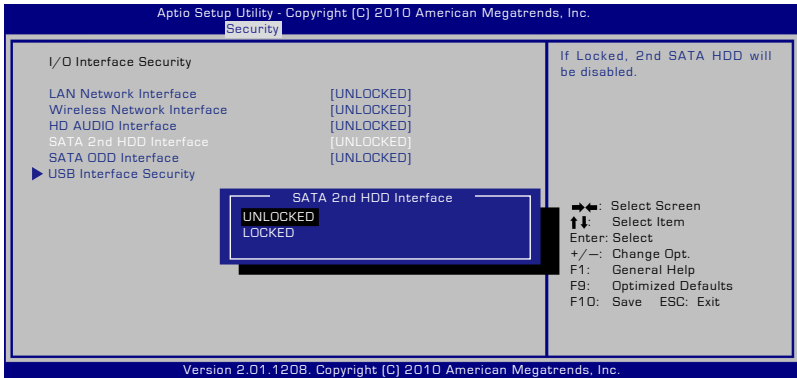 Aptio Setup Utility - Copyright (C) 2010 American Megatrends, Inc.
Security
I/O Interface Security
LAN Network Interface [UNLOCKED]
Wireless Network Interface [UNLOCKED]
HD AUDIO Interface [UNLOCKED]
SATA 2nd HDD Interface [UNLOCKED]
SATA ODD Interface [UNLOCKED]
USB Interface Security
SATA 2nd HDD Interface
UNLOCKED
LOCKED
If Locked, 2nd SATA HDD will
be disabled.
→←: Select Screen
↑↓: Select Item
Enter: Select
+/—: Change Opt.
F1: General Help
F9: Optimized Defaults
F10: Save ESC: Exit
Version 2.01.1208. Copyright (C) 2010 American Megatrends, Inc.